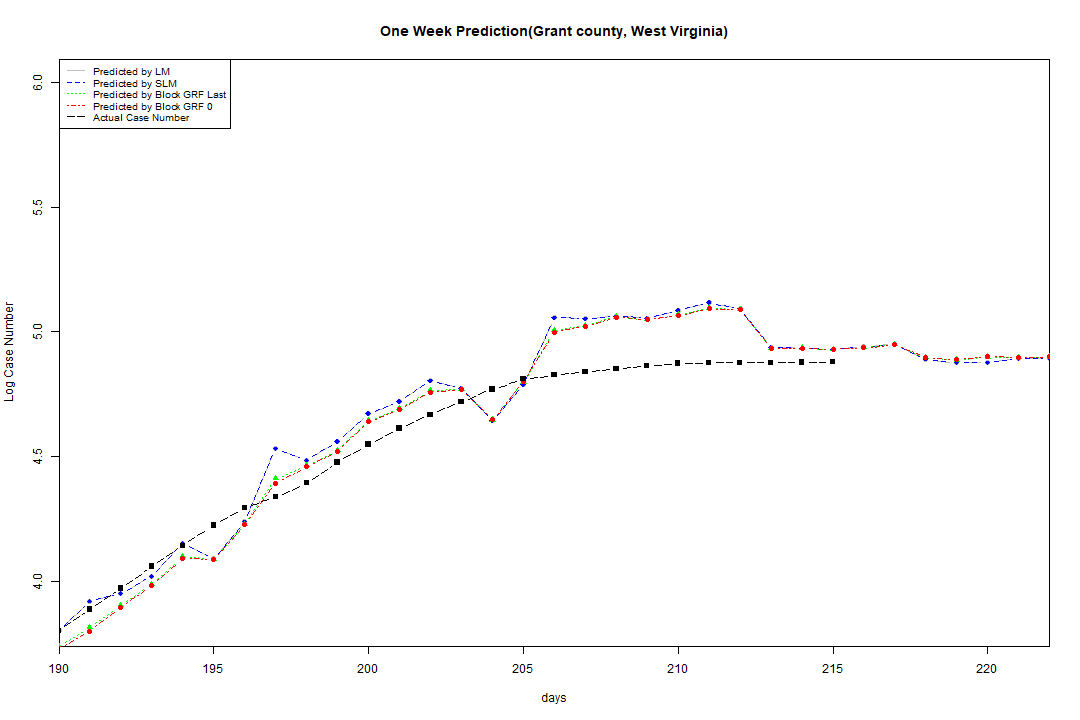 One Week Prediction(Grant county, West Virginia)
Predicted by LM
Predicted by SLM
Predicted by Block GRF Last
Predicted by Block GRF 0
Actual Case Number
6.0
5.5
5.0
4.5
4.0
Log Case Number
190 195 200 205 210 215 220
days